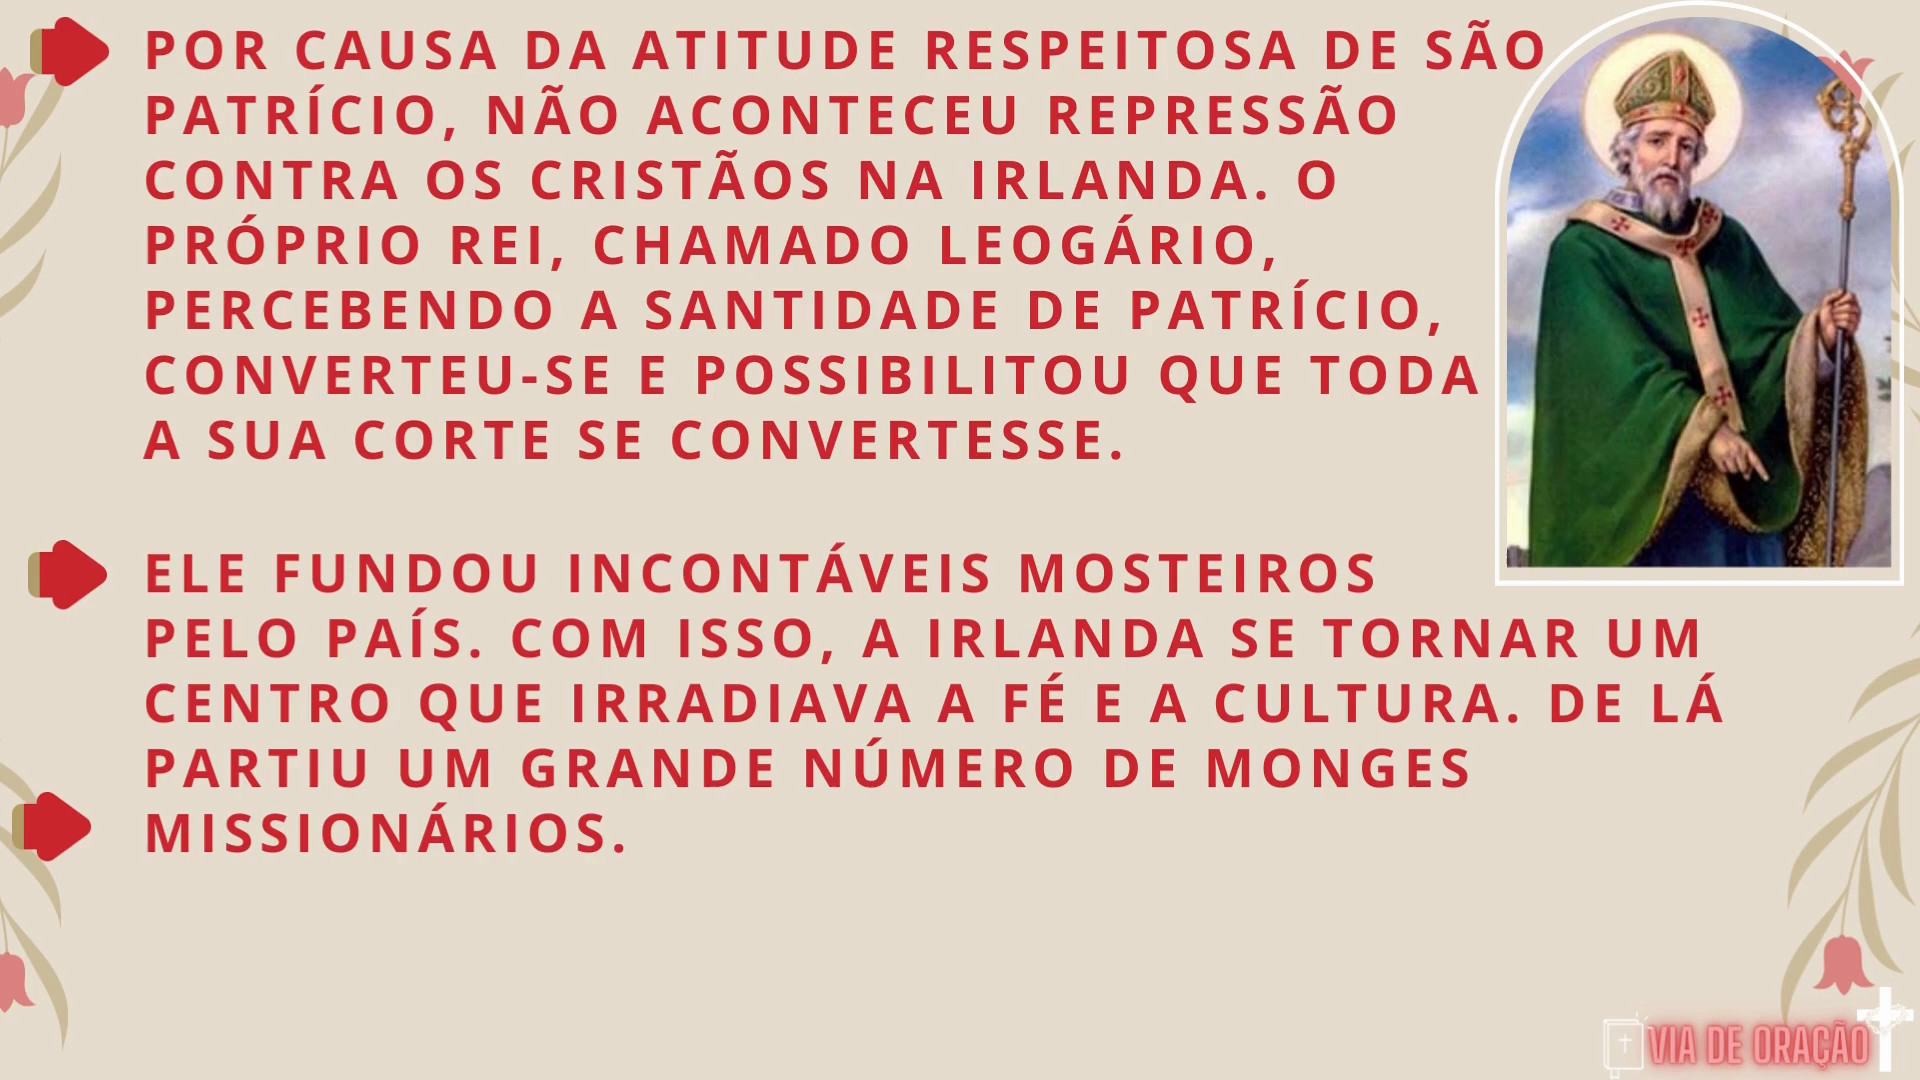 POR CAUSA DA ATITUDE RESPEITOSA DE SÃO
PATRÍCIO, NÃO ACONTECEU REPRESSÃO
CONTRA OS CRISTÃOS NA IRLANDA. O
PRÓPRIO REI, CHAMADO LEOGÁRIO,
PERCEBENDO A SANTIDADE DE PATRÍCIO,
CONVERTEU-SE E POSSIBILITOU QUE TODA
A SUA CORTE SE CONVERTESSE.
ELE FUNDOU INCONTÁVEIS MOSTEIROS
PELO PAÍS. COM ISSO, A IRLANDA SE TORNAR UM
CENTRO QUE IRRADIAVA A FÉ E A CULTURA. DE LÁ
PARTIU UM GRANDE NÚMERO DE MONGES
MISSIONÁRIOS.
VIA DE ORAÇÃO